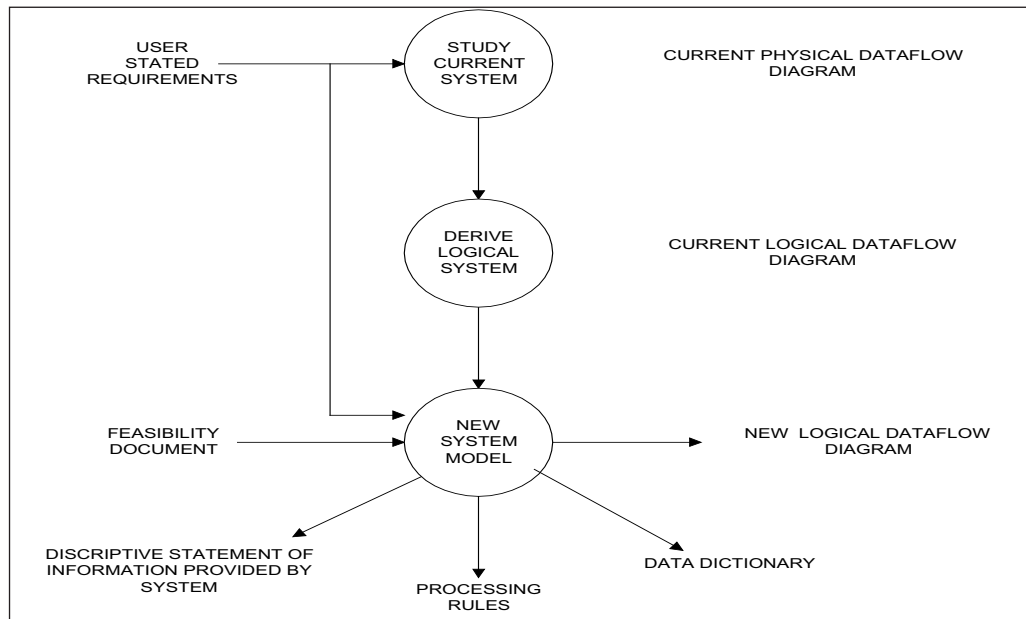 USER
STATED
REQUIREMENTS
STUDY
CURRENT
SYSTEM
CURRENT PHYSICAL DATAFLOW
DIAGRAM
DERIVE
LOGICAL
SYSTEM
CURRENT LOGICAL DATAFLOW
DIAGRAM
FEASIBILITY
DOCUMENT
NEW
SYSTEM
MODEL
NEW LOGICAL DATAFLOW
DIAGRAM
DISCRIPTIVE STATEMENT OF
INFORMATION PROVIDED BY
SYSTEM
PROCESSING
RULES
DATA DICTIONARY